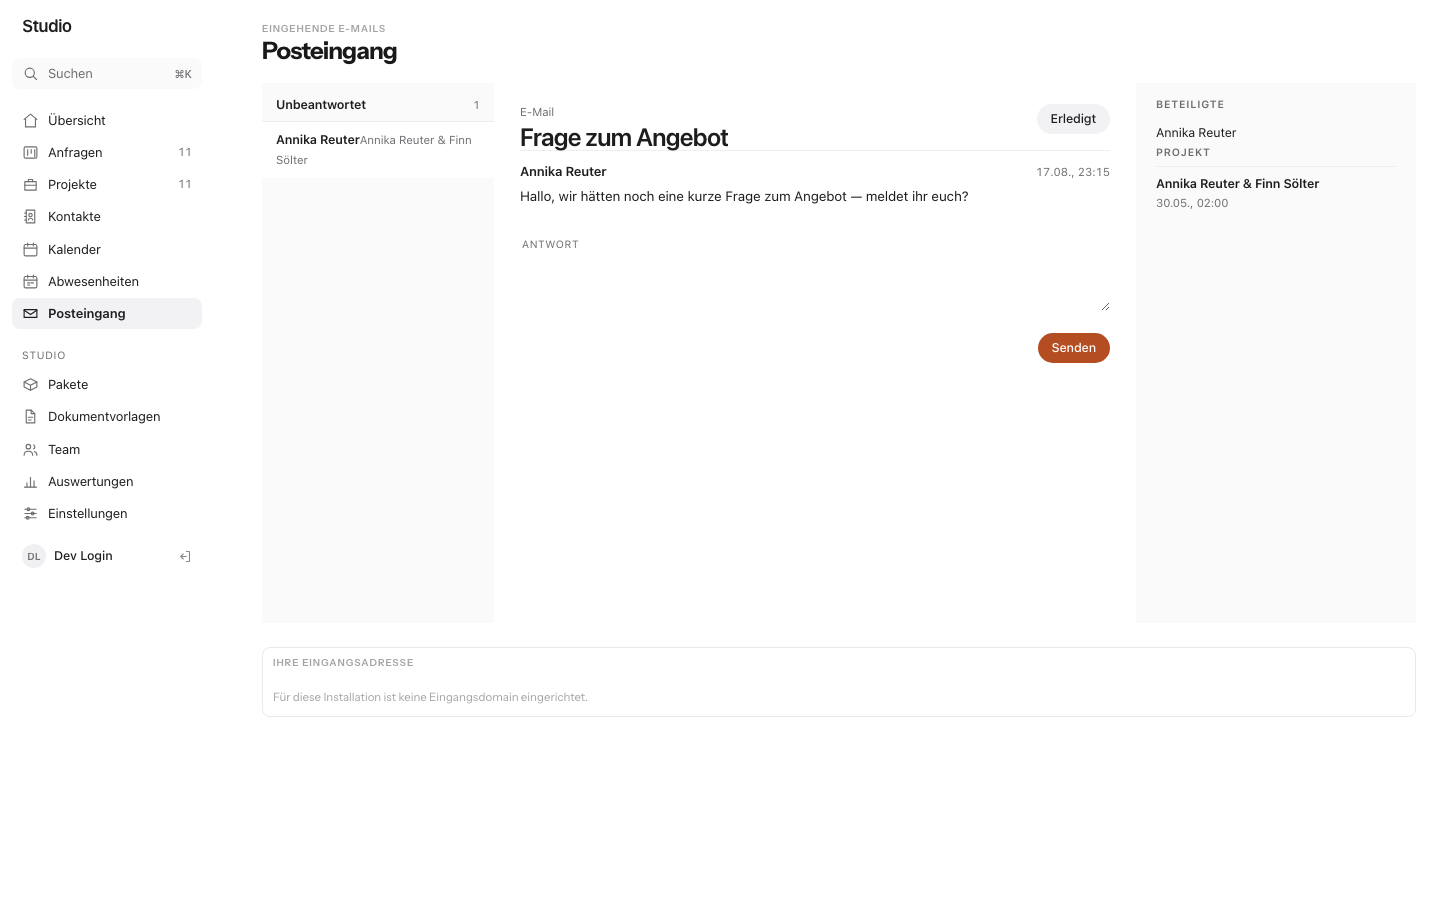 Studio
Suchen ⌘K
Übersicht
Anfragen 11
Projekte 11
Kontakte
Kalender
Abwesenheiten
Posteingang
STUDIO
Pakete
Dokumentvorlagen
Team
Auswertungen
Einstellungen
DL Dev Login
EINGEHENDE E-MAILS
Posteingang
Unbeantwortet 1
Annika ReuterAnnika Reuter & Finn
Sölter
E-Mail
Frage zum Angebot
Erledigt
Annika Reuter 17.08., 23:15
Hallo, wir hätten noch eine kurze Frage zum Angebot — meldet ihr euch?
ANTWORT
Senden
BETEILIGTE
Annika Reuter
PROJEKT
Annika Reuter & Finn Sölter
30.05., 02:00
IHRE EINGANGSADRESSE
Für diese Installation ist keine Eingangsdomain eingerichtet.